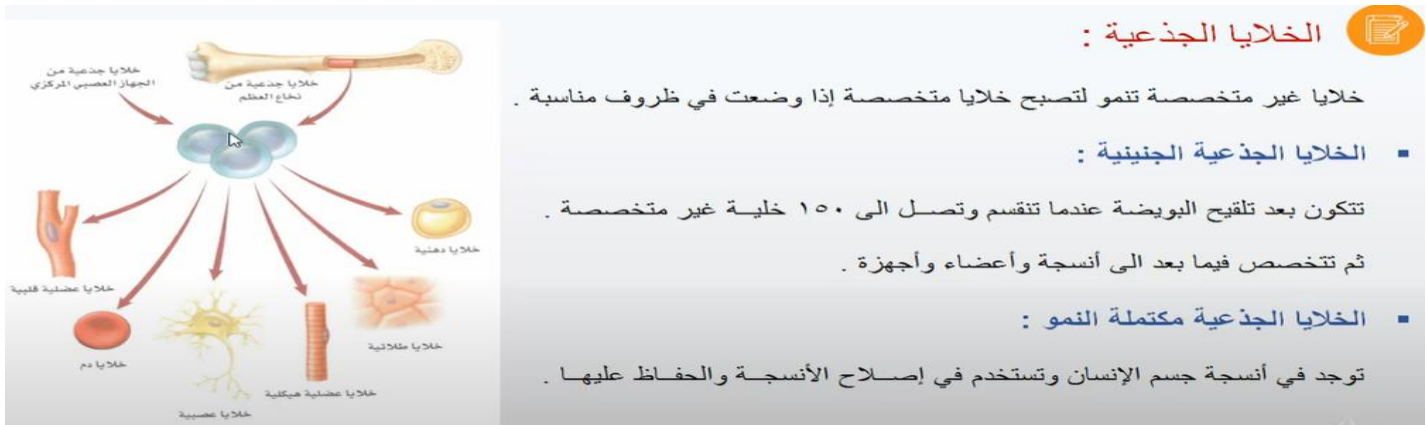 الخلايا الجذعية :
خلايا غير متخصصة تنمو لتصبح خلايا متخصصة إذا وضعت في ظروف مناسبة .
▪ الخلايا الجذعية الجنينية :
تتكون بعد تلقيح البويضة عندما تنقسم وتصل الى ١٥٠ خلية غير متخصصة .
ثم تتخصص فيما بعد الى أنسجة وأعضاء وأجهزة .
▪ الخلايا الجذعية مكتملة النمو :
توجد في أنسجة جسم الإنسان وتستخدم في إصلاح الأنسجة والحفاظ عليها .
خلايا جذعية من
نخاع العظم
خلايا جذعية من
الجهاز العصبي المركزي
خلايا دهنية
خلايا طلائية
خلايا عضلية هيكلية
خلايا عصبية
خلايا دم
خلايا عضلية قلبية